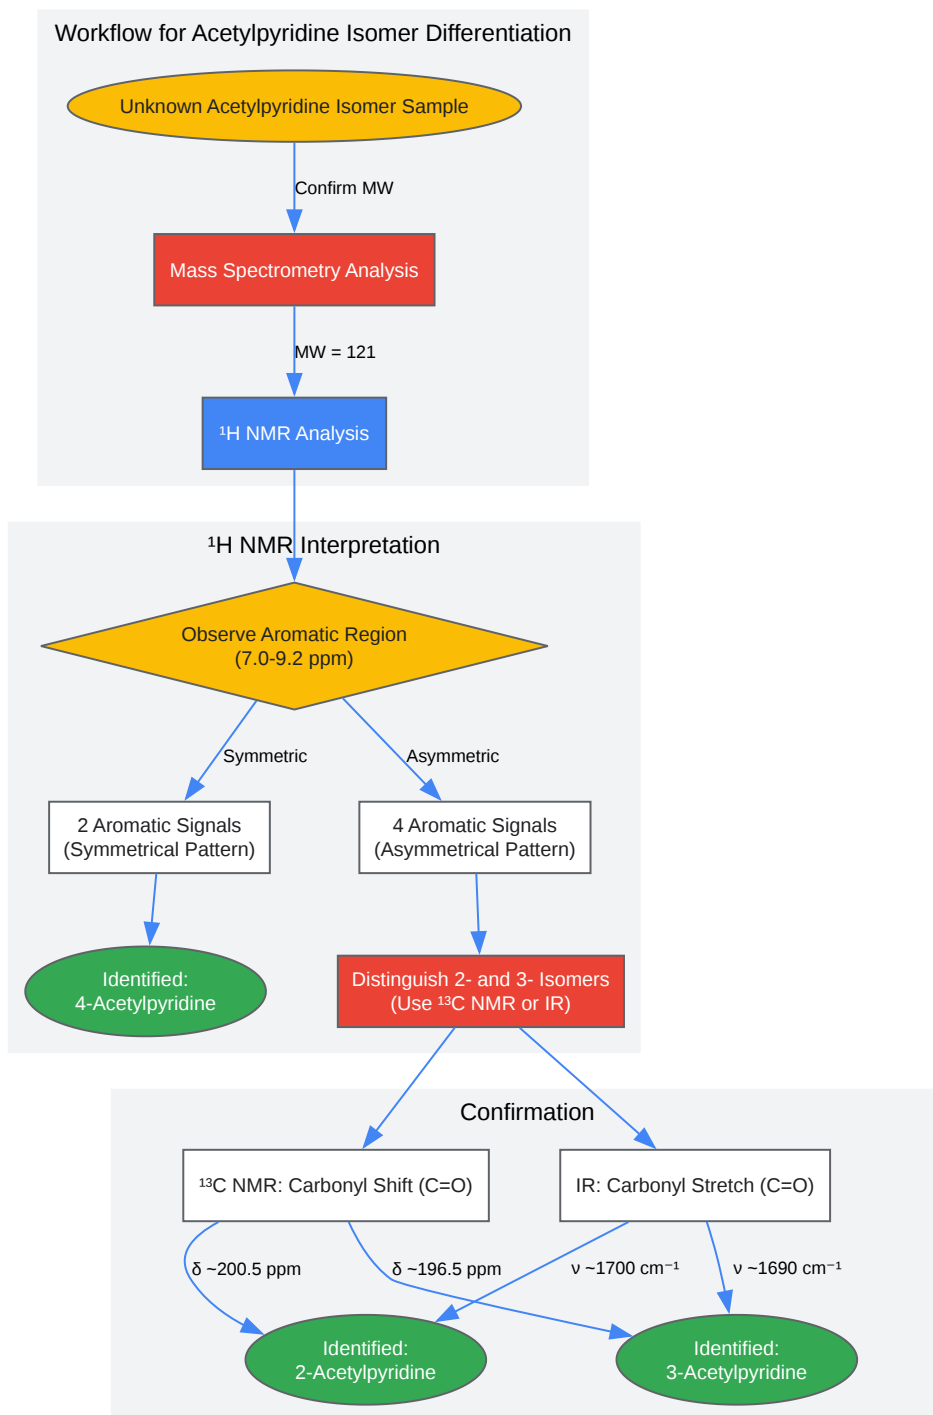 Workflow for Acetylpyridine Isomer Differentiation
Unknown Acetylpyridine Isomer Sample
Confirm MW
Mass Spectrometry Analysis
MW = 121
¹H NMR Analysis
¹H NMR Interpretation
Observe Aromatic Region
(7.0-9.2 ppm)
Symmetric
Asymmetric
2 Aromatic Signals
(Symmetrical Pattern)
4 Aromatic Signals
(Asymmetrical Pattern)
Identified:
4-Acetylpyridine
Distinguish 2- and 3- Isomers
(Use ¹³C NMR or IR)
Confirmation
¹³C NMR: Carbonyl Shift (C=O)
IR: Carbonyl Stretch (C=O)
δ ~200.5 ppm
δ ~196.5 ppm
ν ~1700 cm⁻¹
ν ~1690 cm⁻¹
Identified:
2-Acetylpyridine
Identified:
3-Acetylpyridine